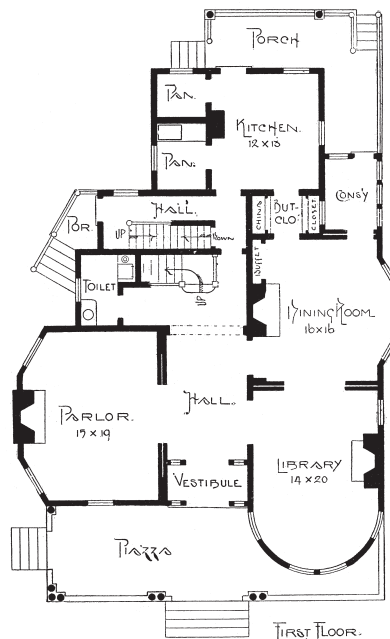 PORCH
PAN.
KITCHEN.
12 x 13
PAN.
CONS'Y
HALL.
CHINA
BUT-
CLO.
CLOSET
POR.
UP
DOWN
BUFFET
TOILET
UP
DINING ROOM
16 x 16
HALL.
PARLOR.
15 x 19
LIBRARY
14 x 20
VESTIBULE
PIAZZA
FIRST FLOOR.